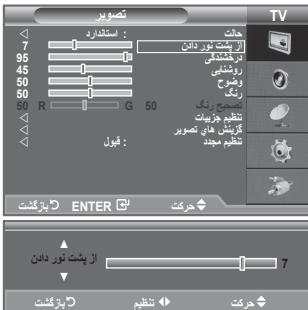 TV تصویر
حالت : استاندارد
از پشت نور دادن 7
درخشندگی 95
روشنایی 45
وضوح 50
رنگ 50
تصحیح رنگ R G 50 50
تنظیم جزییات
گزینش های تصویر
تنظیم مجدد : قبول
حرکت ENTER بازگشت
از پشت نور دادن 7
حرکت تنظیم بازگشت